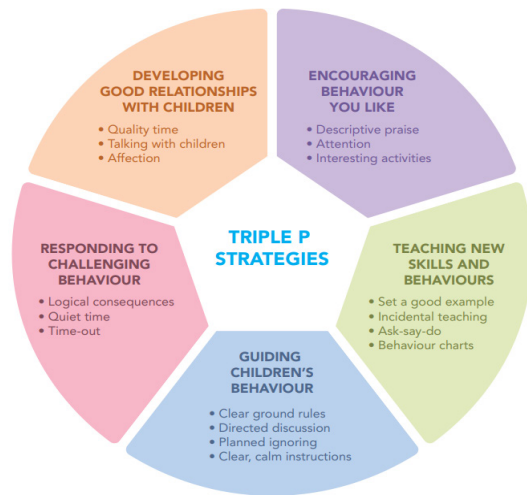 DEVELOPING
GOOD RELATIONSHIPS
WITH CHILDREN
• Quality time
• Talking with children
• Affection
ENCOURAGING
BEHAVIOUR
YOU LIKE
• Descriptive praise
• Attention
• Interesting activities
TRIPLE P
STRATEGIES
RESPONDING TO
CHALLENGING
BEHAVIOUR
• Logical consequences
• Quiet time
• Time-out
TEACHING NEW
SKILLS AND
BEHAVIOURS
• Set a good example
• Incidental teaching
• Ask-say-do
• Behaviour charts
GUIDING
CHILDREN'S
BEHAVIOUR
• Clear ground rules
• Directed discussion
• Planned ignoring
• Clear, calm instructions